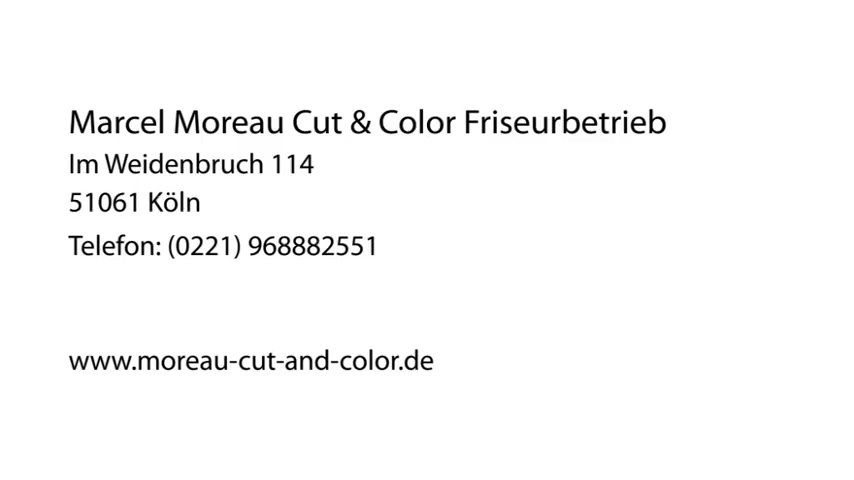 Marcel Moreau Cut & Color Friseurbetrieb
Im Weidenbruch 114
51061 Köln
Telefon: (0221) 968882551
www.moreau-cut-and-color.de